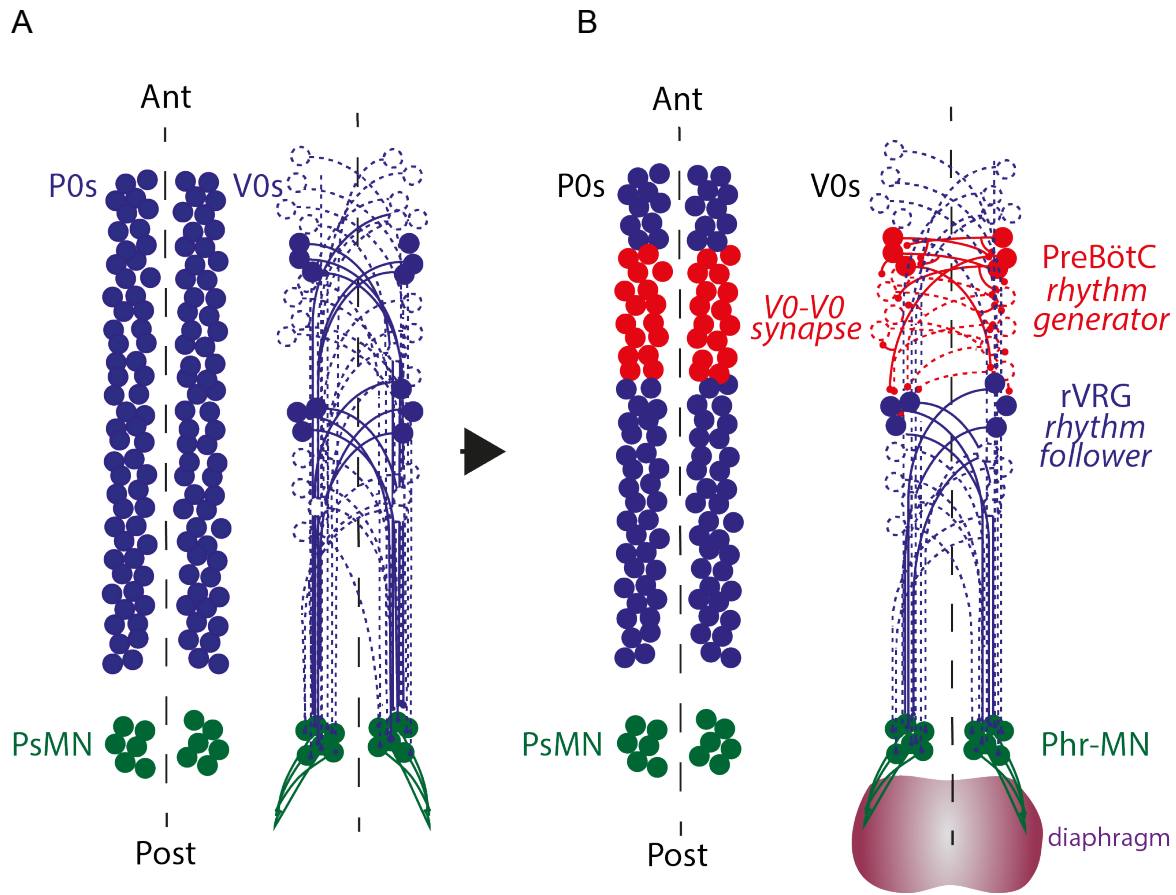 A
B
Ant
Ant
P0s
V0s
P0s
V0s
V0-V0
synapse
PreBötC
rhythm
generator
rVRG
rhythm
follower
PsMN
PsMN
Phr-MN
diaphragm
Post
Post